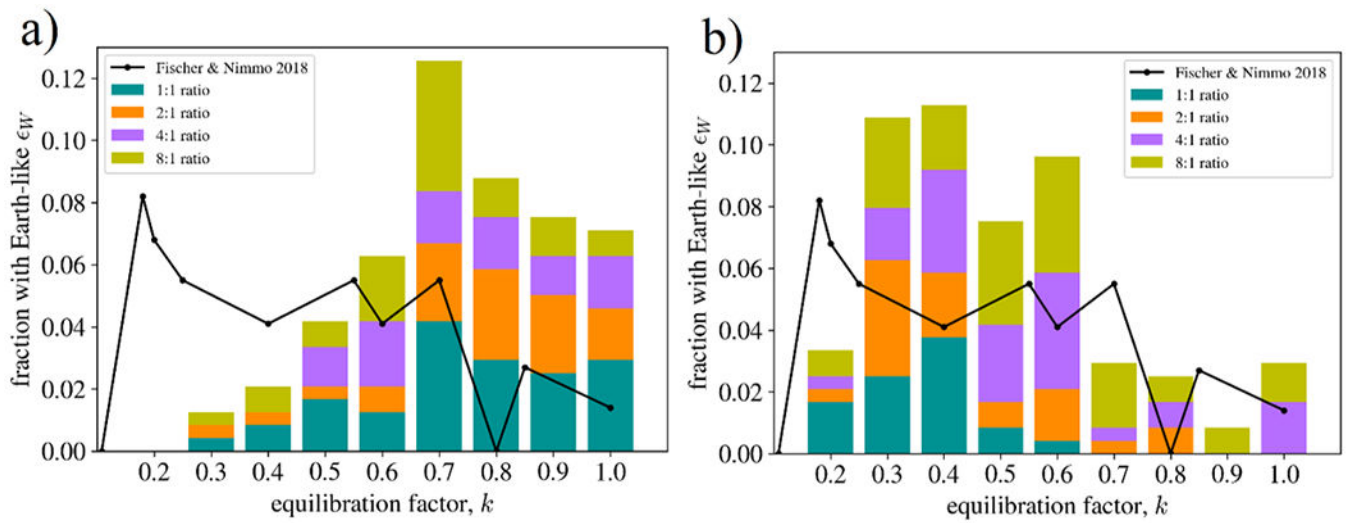 a)
fraction with Earth-like ϵW
0.12
0.10
0.08
0.06
0.04
0.02
0.00
Fischer & Nimmo 2018
1:1 ratio
2:1 ratio
4:1 ratio
8:1 ratio
0.2 0.3 0.4 0.5 0.6 0.7 0.8 0.9 1.0
equilibration factor, k
b)
fraction with Earth-like ϵW
0.12
0.10
0.08
0.06
0.04
0.02
0.00
Fischer & Nimmo 2018
1:1 ratio
2:1 ratio
4:1 ratio
8:1 ratio
0.2 0.3 0.4 0.5 0.6 0.7 0.8 0.9 1.0
equilibration factor, k